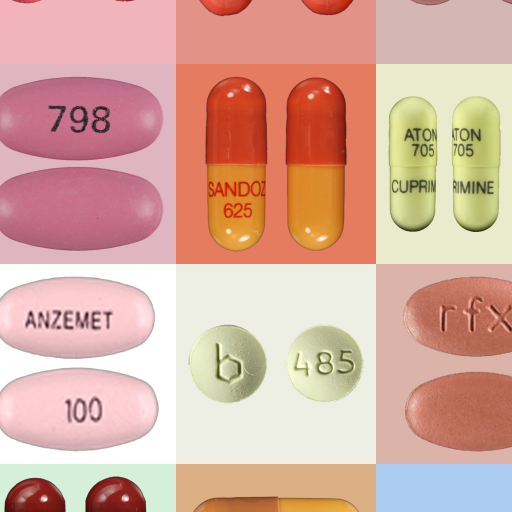 798
SANDOZ
625
ATON
705
CUPRIM
ATON
705
RIMINE
ANZEMET
100
b
485
rfx